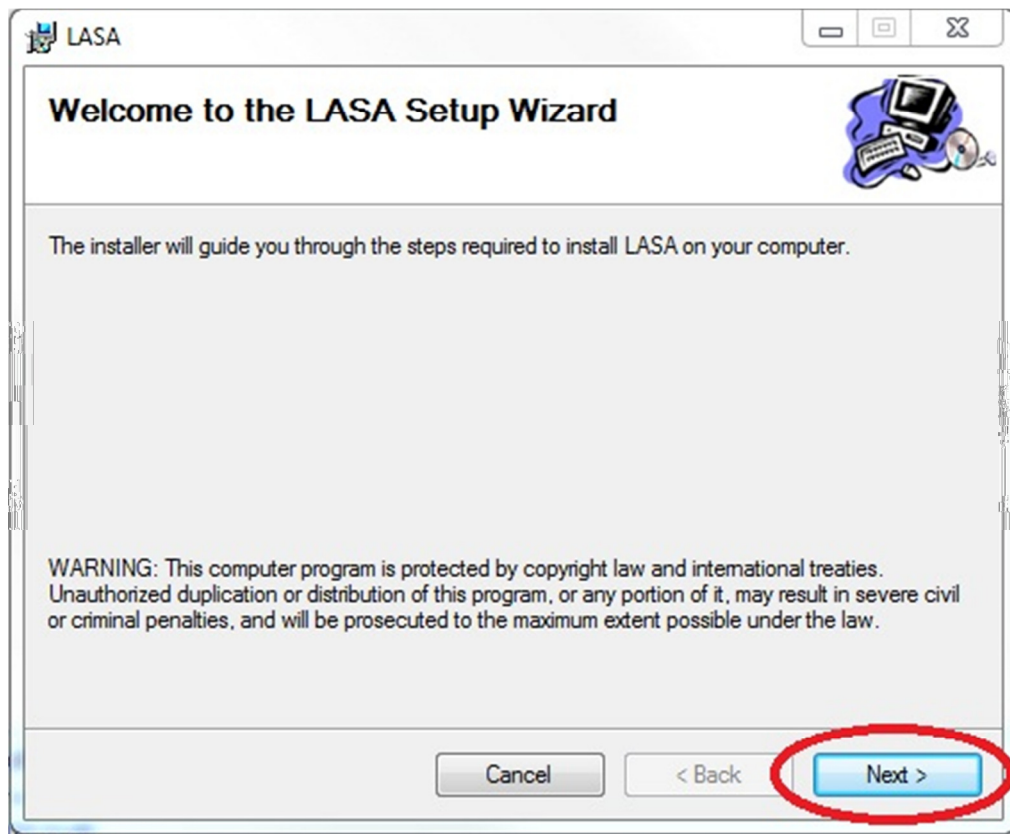 LASA
Welcome to the LASA Setup Wizard
The installer will guide you through the steps required to install LASA on your computer.
WARNING: This computer program is protected by copyright law and international treaties.
Unauthorized duplication or distribution of this program, or any portion of it, may result in severe civil
or criminal penalties, and will be prosecuted to the maximum extent possible under the law.
Cancel < Back Next >